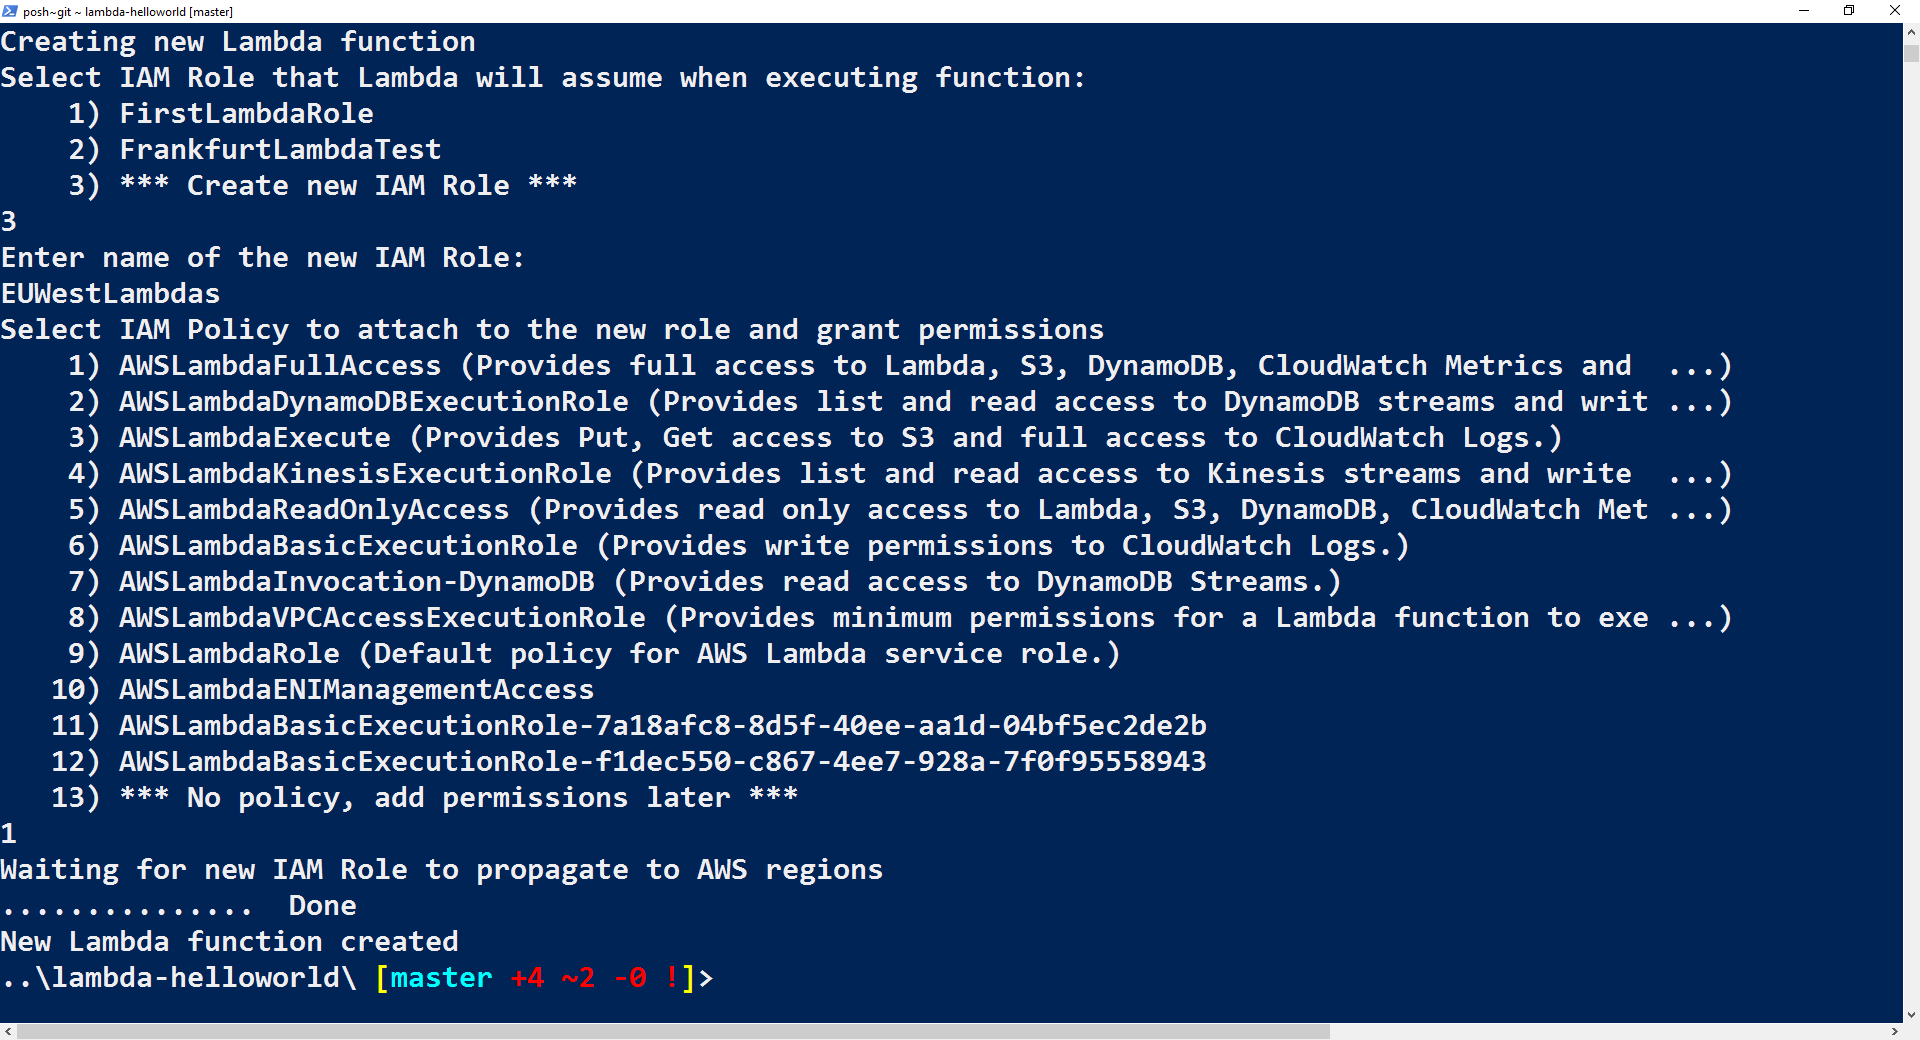 posh~git ~ lambda-helloworld [master]
Creating new Lambda function
Select IAM Role that Lambda will assume when executing function:
    1) FirstLambdaRole
    2) FrankfurtLambdaTest
    3) *** Create new IAM Role ***
3
Enter name of the new IAM Role:
EUWestLambdas
Select IAM Policy to attach to the new role and grant permissions
    1) AWSLambdaFullAccess (Provides full access to Lambda, S3, DynamoDB, CloudWatch Metrics and  ...)
    2) AWSLambdaDynamoDBExecutionRole (Provides list and read access to DynamoDB streams and writ ...)
    3) AWSLambdaExecute (Provides Put, Get access to S3 and full access to CloudWatch Logs.)
    4) AWSLambdaKinesisExecutionRole (Provides list and read access to Kinesis streams and write  ...)
    5) AWSLambdaReadOnlyAccess (Provides read only access to Lambda, S3, DynamoDB, CloudWatch Met ...)
    6) AWSLambdaBasicExecutionRole (Provides write permissions to CloudWatch Logs.)
    7) AWSLambdaInvocation-DynamoDB (Provides read access to DynamoDB Streams.)
    8) AWSLambdaVPCAccessExecutionRole (Provides minimum permissions for a Lambda function to exe ...)
    9) AWSLambdaRole (Default policy for AWS Lambda service role.)
   10) AWSLambdaENIManagementAccess
   11) AWSLambdaBasicExecutionRole-7a18afc8-8d5f-40ee-aa1d-04bf5ec2de2b
   12) AWSLambdaBasicExecutionRole-f1dec550-c867-4ee7-928a-7f0f95558943
   13) *** No policy, add permissions later ***
1
Waiting for new IAM Role to propagate to AWS regions
...............  Done
New Lambda function created
..\lambda-helloworld\ [master +4 ~2 -0 !]>